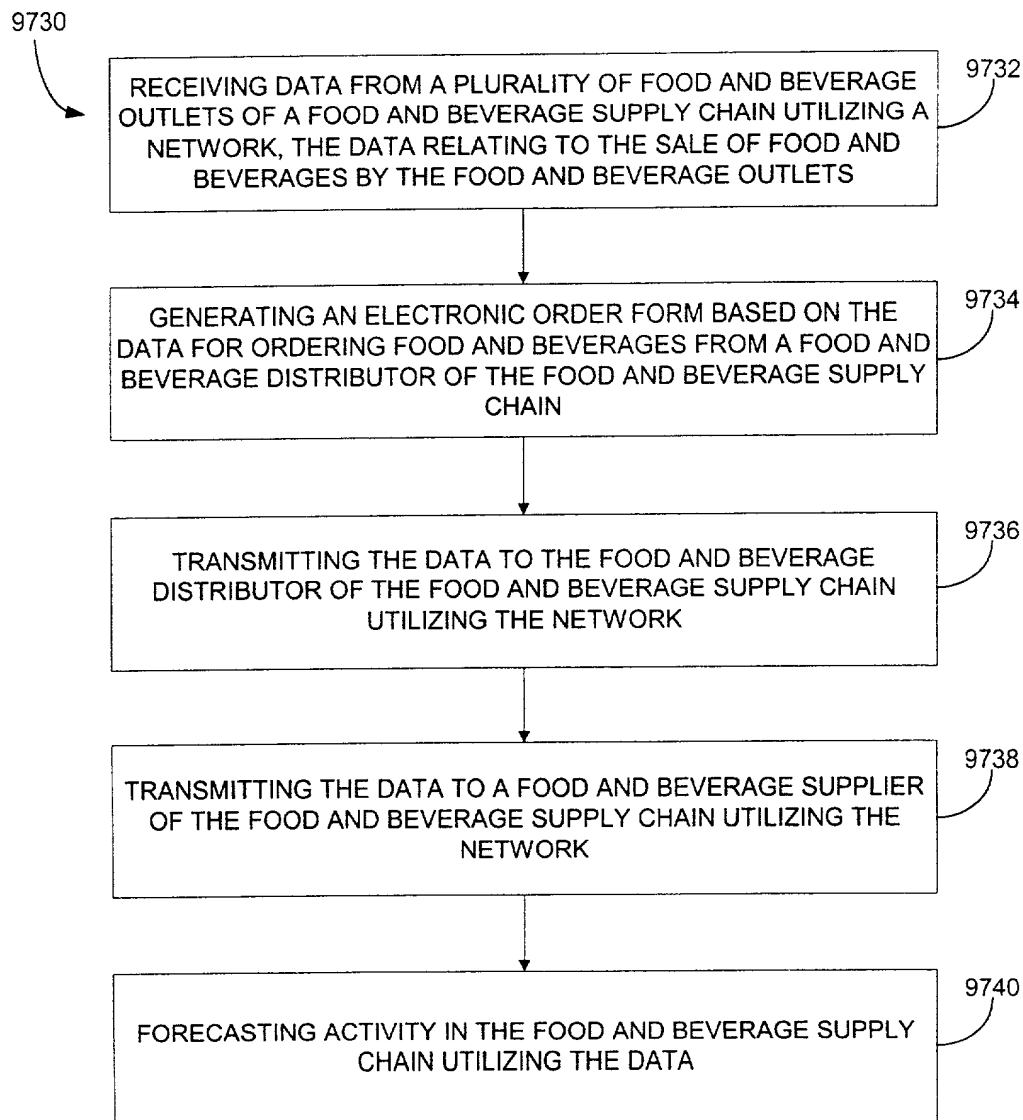 9730
9732
RECEIVING DATA FROM A PLURALITY OF FOOD AND BEVERAGE
OUTLETS OF A FOOD AND BEVERAGE SUPPLY CHAIN UTILIZING A
NETWORK, THE DATA RELATING TO THE SALE OF FOOD AND
BEVERAGES BY THE FOOD AND BEVERAGE OUTLETS
9734
GENERATING AN ELECTRONIC ORDER FORM BASED ON THE
DATA FOR ORDERING FOOD AND BEVERAGES FROM A FOOD AND
BEVERAGE DISTRIBUTOR OF THE FOOD AND BEVERAGE SUPPLY
CHAIN
9736
TRANSMITTING THE DATA TO THE FOOD AND BEVERAGE
DISTRIBUTOR OF THE FOOD AND BEVERAGE SUPPLY CHAIN
UTILIZING THE NETWORK
9738
TRANSMITTING THE DATA TO A FOOD AND BEVERAGE SUPPLIER
OF THE FOOD AND BEVERAGE SUPPLY CHAIN UTILIZING THE
NETWORK
9740
FORECASTING ACTIVITY IN THE FOOD AND BEVERAGE SUPPLY
CHAIN UTILIZING THE DATA